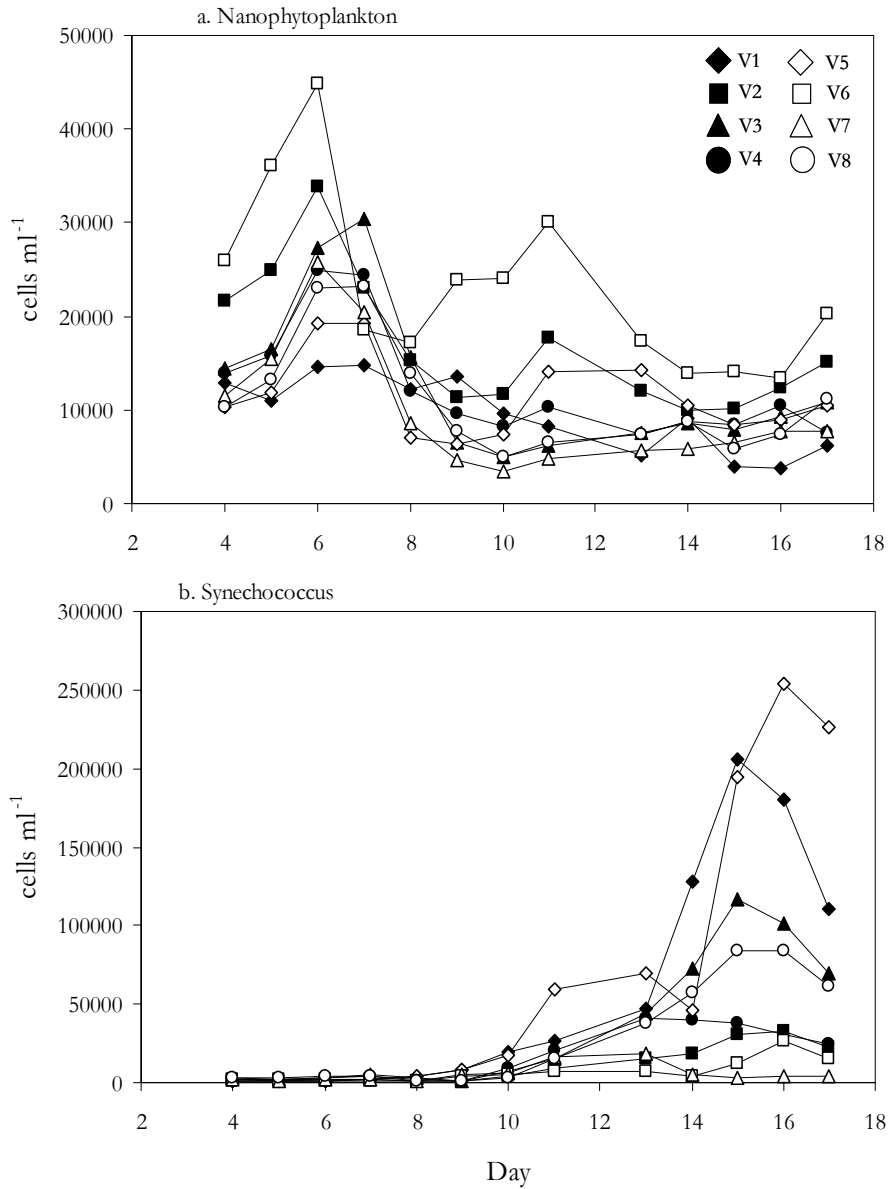 a. Nanophytoplankton
50000
40000
30000
20000
10000
0
cells ml-1
V1 V5
V2 V6
V3 V7
V4 V8
2 4 6 8 10 12 14 16 18
b. Synechococcus
300000
250000
200000
150000
100000
50000
0
cells ml-1
2 4 6 8 10 12 14 16 18
Day